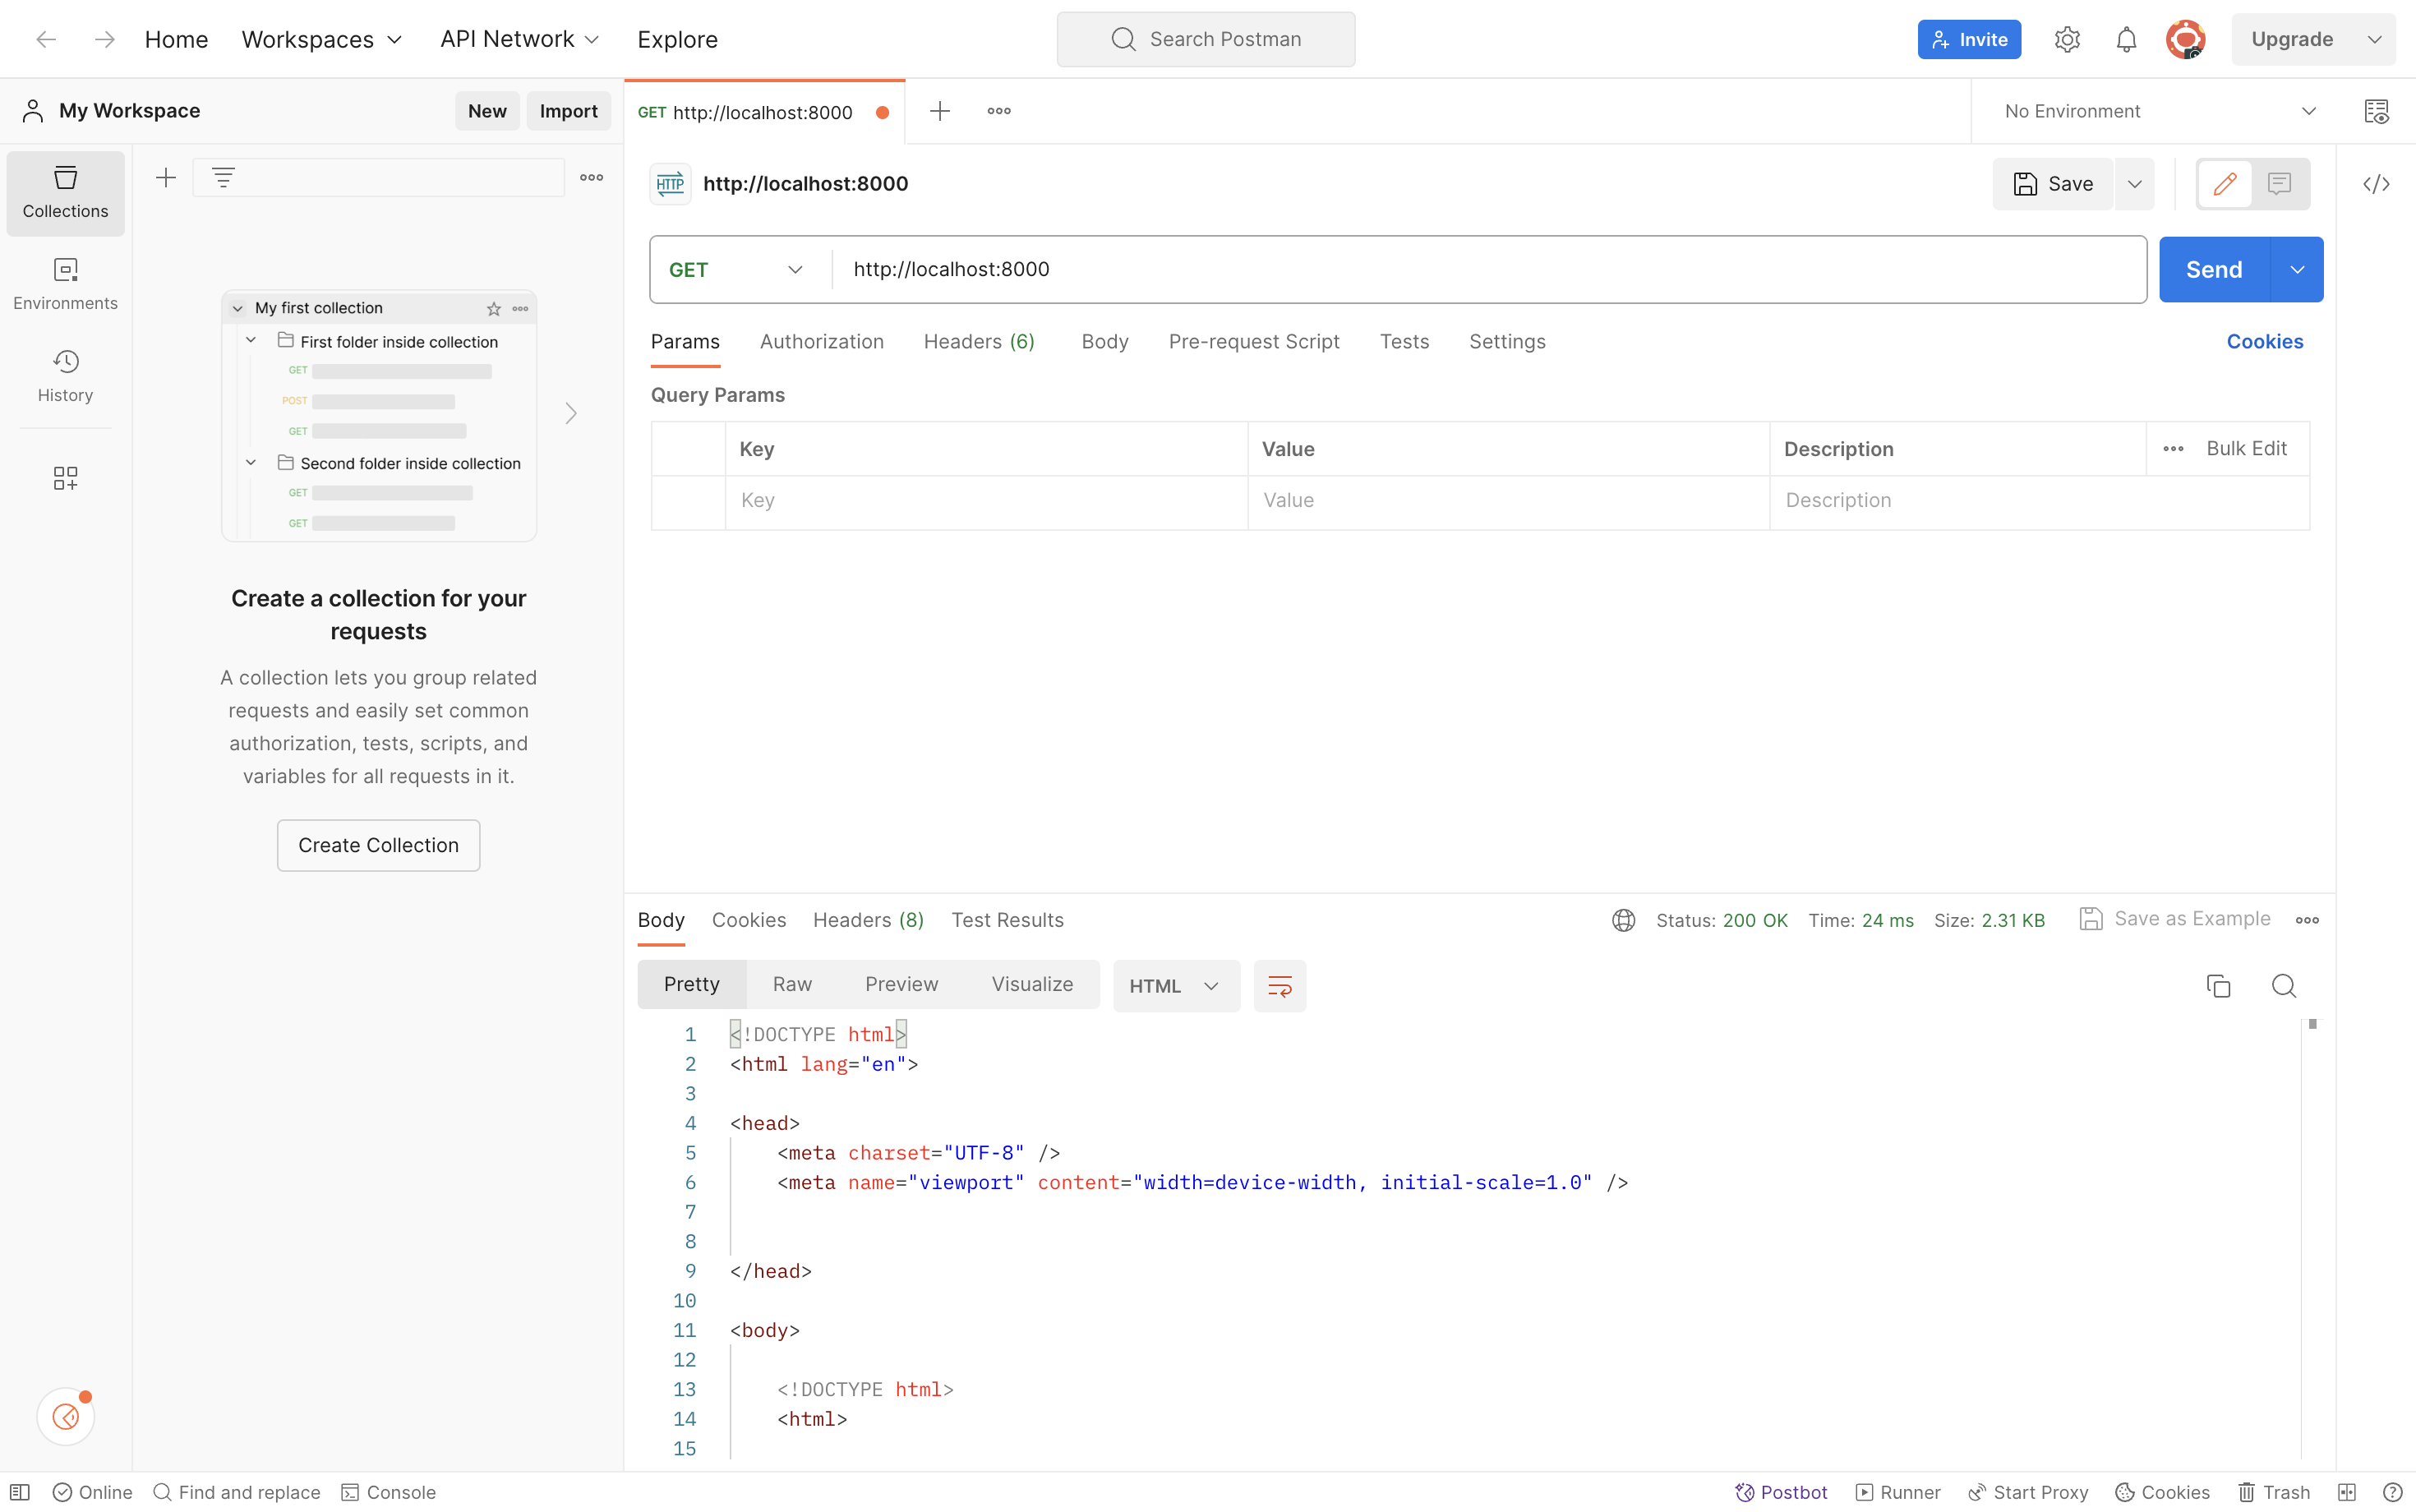 Home Workspaces API Network Explore Search Postman Invite Upgrade
My Workspace New Import GET http://localhost:8000 No Environment
Collections
Environments
History
My first collection
First folder inside collection
GET
POST
GET
Second folder inside collection
GET
GET
Create a collection for your
requests
A collection lets you group related
requests and easily set common
authorization, tests, scripts, and
variables for all requests in it.
Create Collection
HTTP http://localhost:8000 Save
GET http://localhost:8000 Send
Params Authorization Headers (6) Body Pre-request Script Tests Settings Cookies
Query Params
Key Value Description Bulk Edit
Key Value Description
Body Cookies Headers (8) Test Results Status: 200 OK Time: 24 ms Size: 2.31 KB Save as Example
Pretty Raw Preview Visualize HTML
1 <!DOCTYPE html>
2 <html lang="en">
3
4 <head>
5 <meta charset="UTF-8" />
6 <meta name="viewport" content="width=device-width, initial-scale=1.0" />
7
8
9 </head>
10
11 <body>
12
13 <!DOCTYPE html>
14 <html>
15
Online Find and replace Console Postbot Runner Start Proxy Cookies Trash